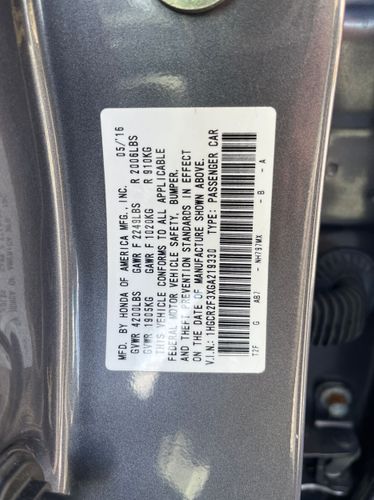 MFD. BY HONDA OF AMERICA MFG., INC. 05/'16
GVWR 4200LBS GAWR F 2249LBS R 2006LBS
GVWR 1905KG GAWR F 1020KG R 910KG
THIS VEHICLE CONFORMS TO ALL APPLICABLE
FEDERAL MOTOR VEHICLE SAFETY, BUMPER,
AND THEFT PREVENTION STANDARDS IN EFFECT
ON THE DATE OF MANUFACTURE SHOWN ABOVE.
V.I.N.: 1HGCR2F33GA219330 TYPE: PASSENGER CAR
T2F G AB7 - NH797MX - B - A